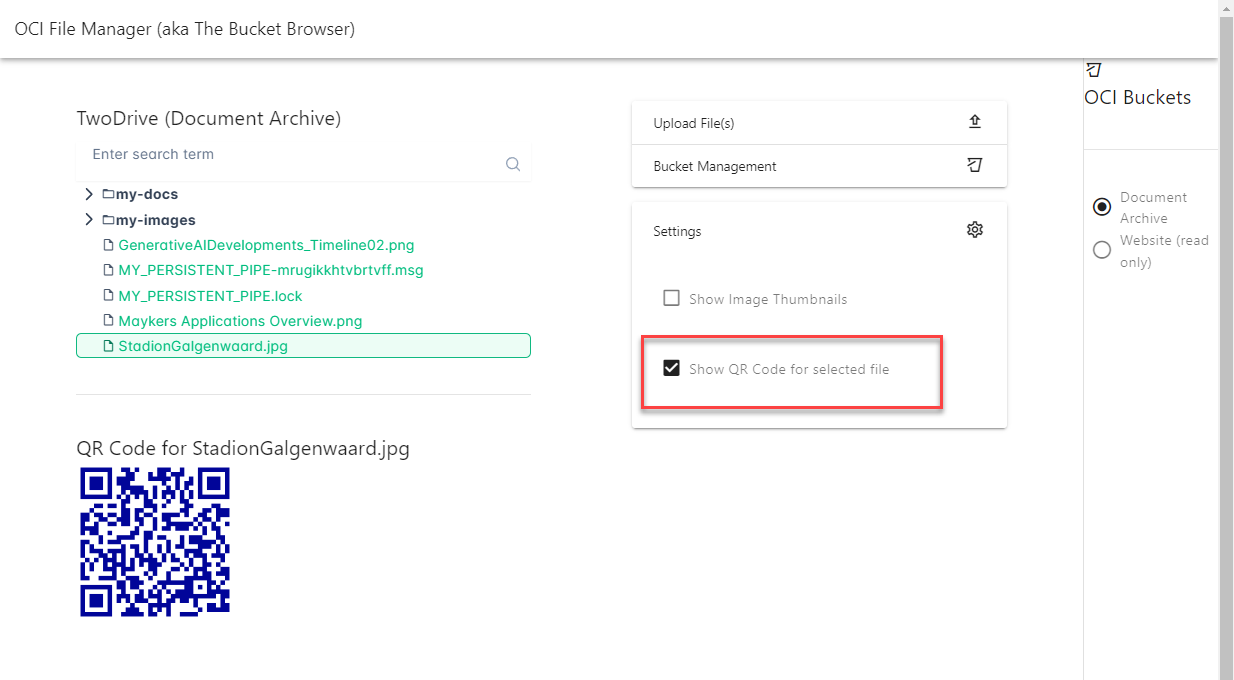 OCI File Manager (aka The Bucket Browser)
TwoDrive (Document Archive)
Enter search term
my-docs
my-images
GenerativeAIDevelopments_Timeline02.png
MY_PERSISTENT_PIPE-mrugikkhtvbrtvff.msg
MY_PERSISTENT_PIPE.lock
Maykers Applications Overview.png
StadionGalgenwaard.jpg
QR Code for StadionGalgenwaard.jpg
Upload File(s)
Bucket Management
Settings
Show Image Thumbnails
Show QR Code for selected file
OCI Buckets
Document
Archive
Website (read
only)